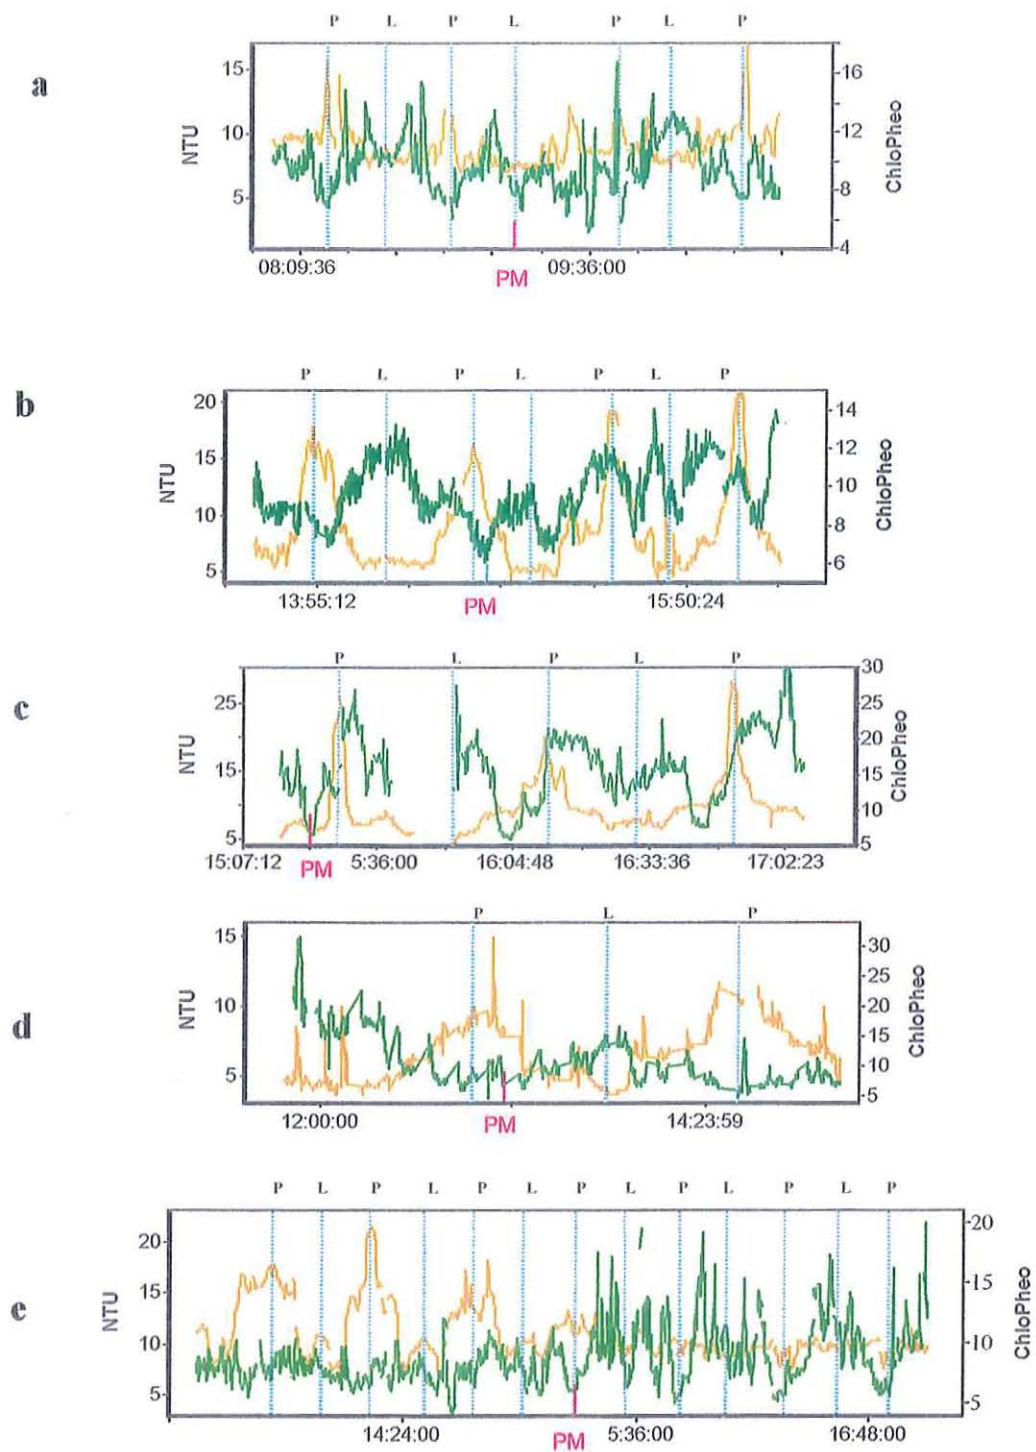 P L P L P L P
a
15
10
5
NTU
16
12
8
4
ChloPheo
08:09:36 09:36:00
PM
P L P L P L P
b
20
15
10
5
NTU
14
12
10
8
6
ChloPheo
13:55:12 15:50:24
PM
P L P L P
c
25
15
5
NTU
30
25
20
15
10
5
ChloPheo
15:07:12 5:36:00 16:04:48 16:33:36 17:02:23
PM
P L P
d
15
10
5
NTU
30
25
20
15
10
5
ChloPheo
12:00:00 14:23:59
PM
P L P L P L P L P L P L P
e
20
15
10
5
NTU
20
15
10
5
ChloPheo
14:24:00 5:36:00 16:48:00
PM